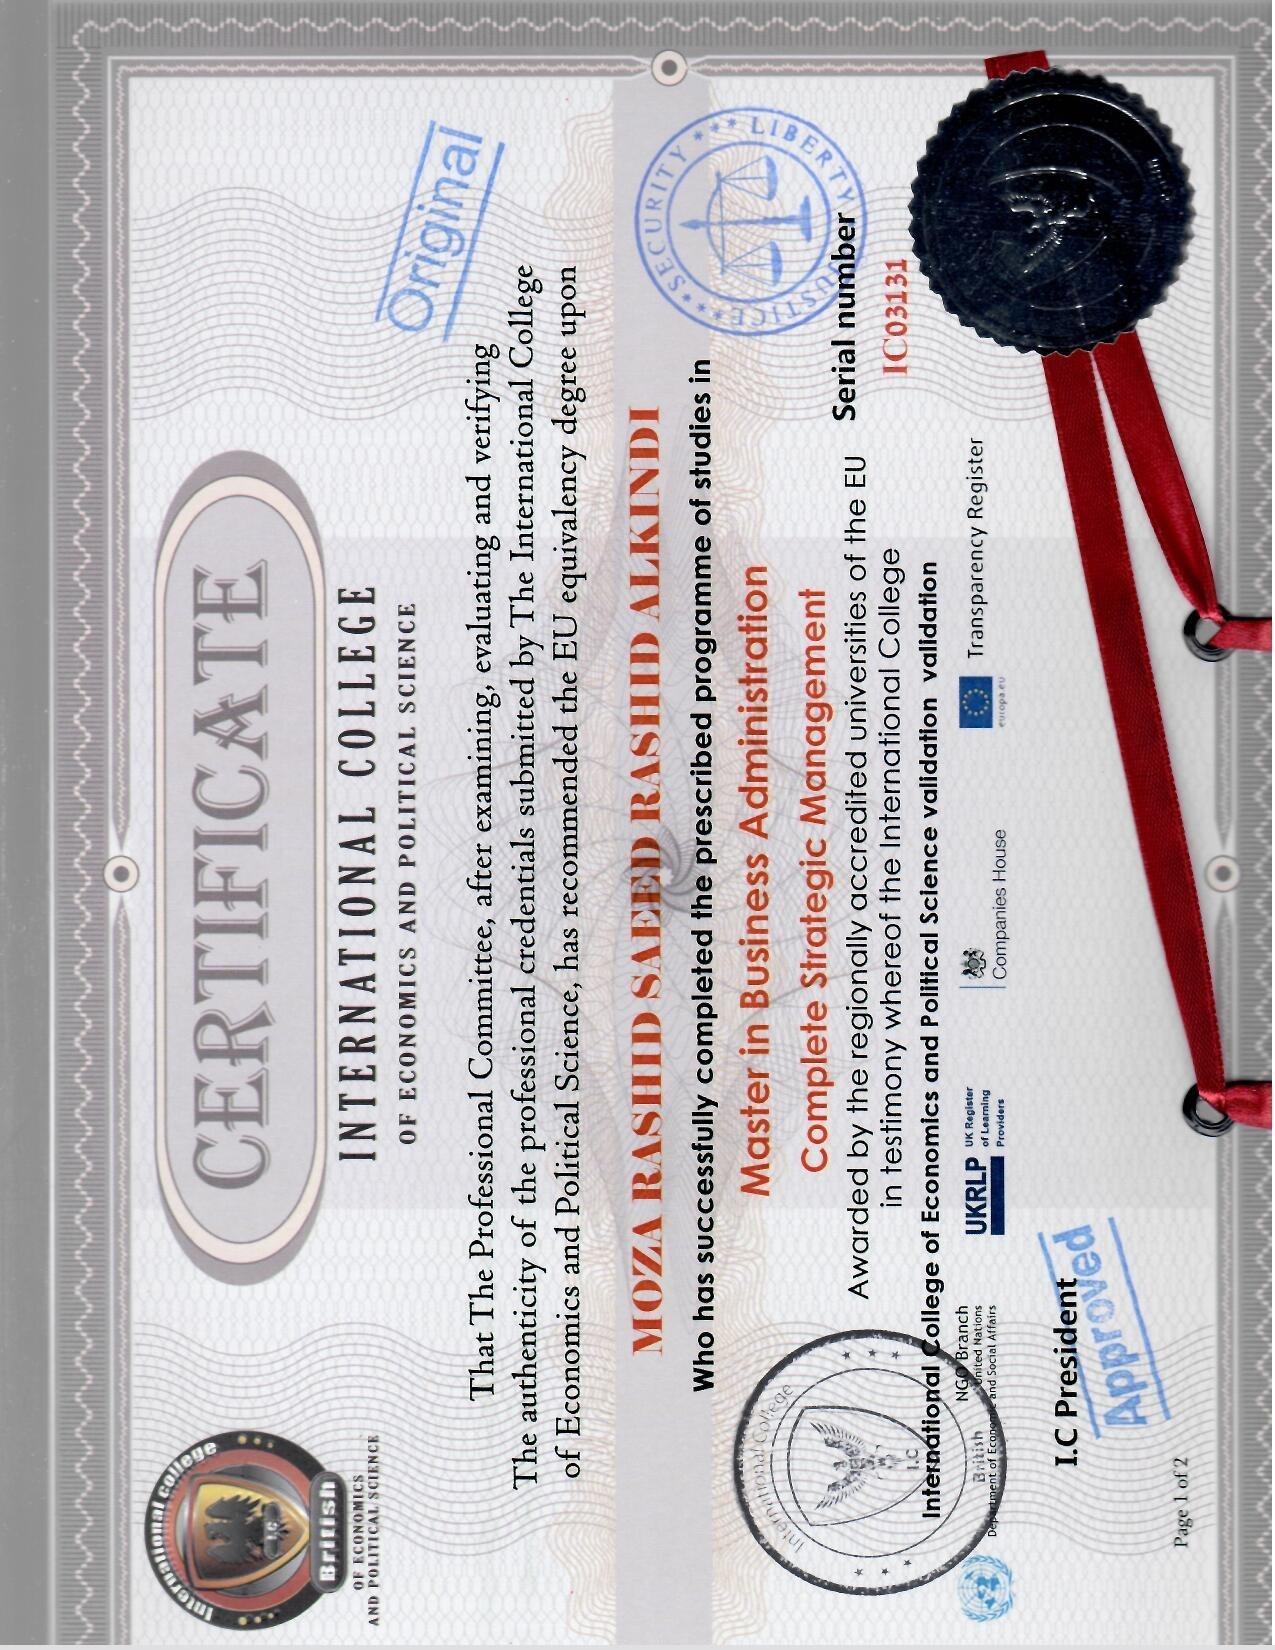 International college
I.C
British
OF ECONOMICS
AND POLITICAL SCIENCE
CERTIFICATE
INTERNATIONAL COLLEGE
OF ECONOMICS AND POLITICAL SCIENCE
Original
That The Professional Committee, after examining, evaluating and verifying
The authenticity of the professional credentials submitted by The International College
of Economics and Political Science, has recommended the EU equivalency degree upon
MOZA RASHID SAEED RASHID ALKINDI
Who has successfully completed the prescribed programme of studies in
Master in Business Administration
Complete Strategic Management
SECURITY
LIBERTY
JUSTICE
Awarded by the regionally accredited universities of the EU
in testimony whereof the International College
Serial number
IC03131
International College
I.C
British
International College of Economics and Political Science validation validation
NGO Branch
United Nations
Department of Economic and Social Affairs
UKRLP
UK Register
of Learning
Providers
Companies House
europa.eu
Transparency Register
I.C President
Approved
Page 1 of 2